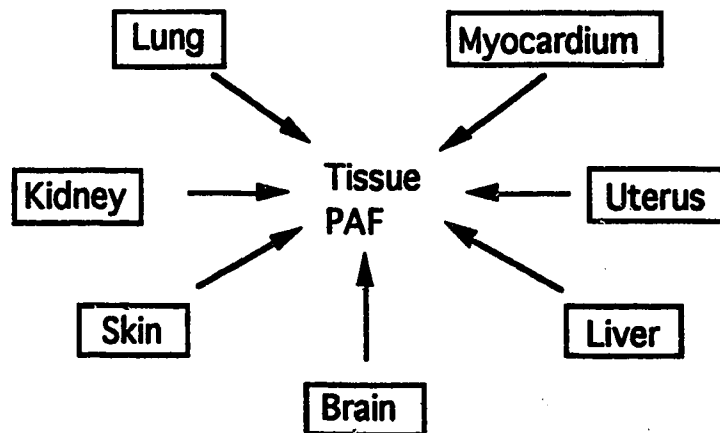 Lung
Myocardium
Kidney
Tissue
PAF
Uterus
Skin
Liver
Brain